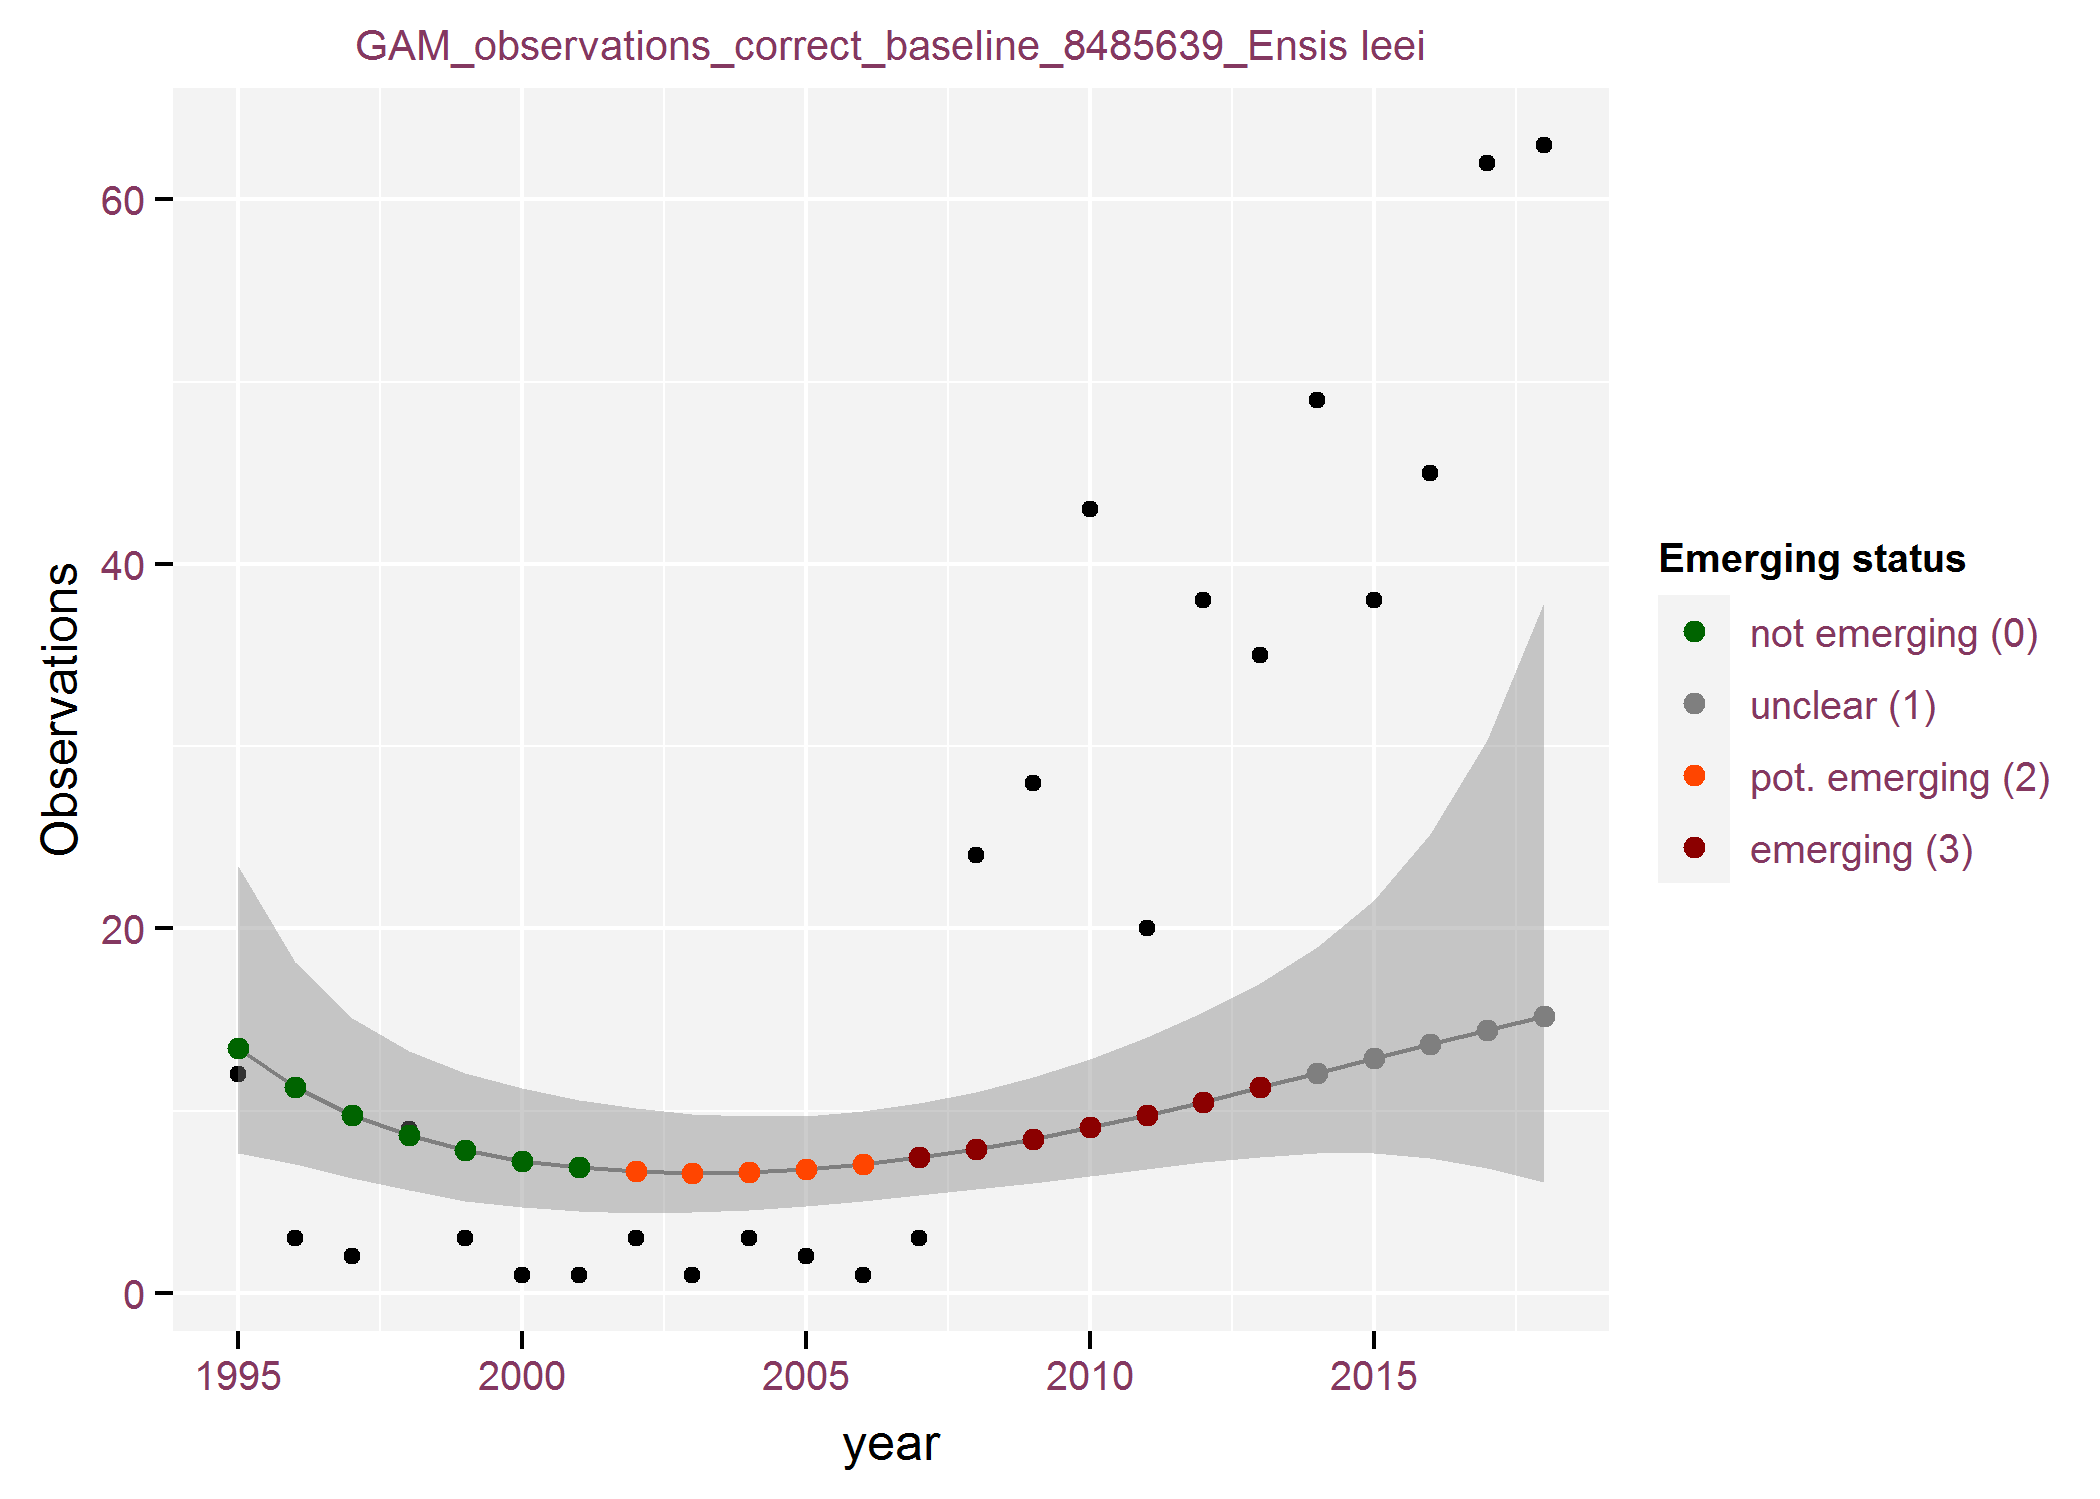 GAM_observations_correct_baseline_8485639_Ensis leei
Observations
60
40
20
0
1995 2000 2005 2010 2015
year
Emerging status
not emerging (0)
unclear (1)
pot. emerging (2)
emerging (3)